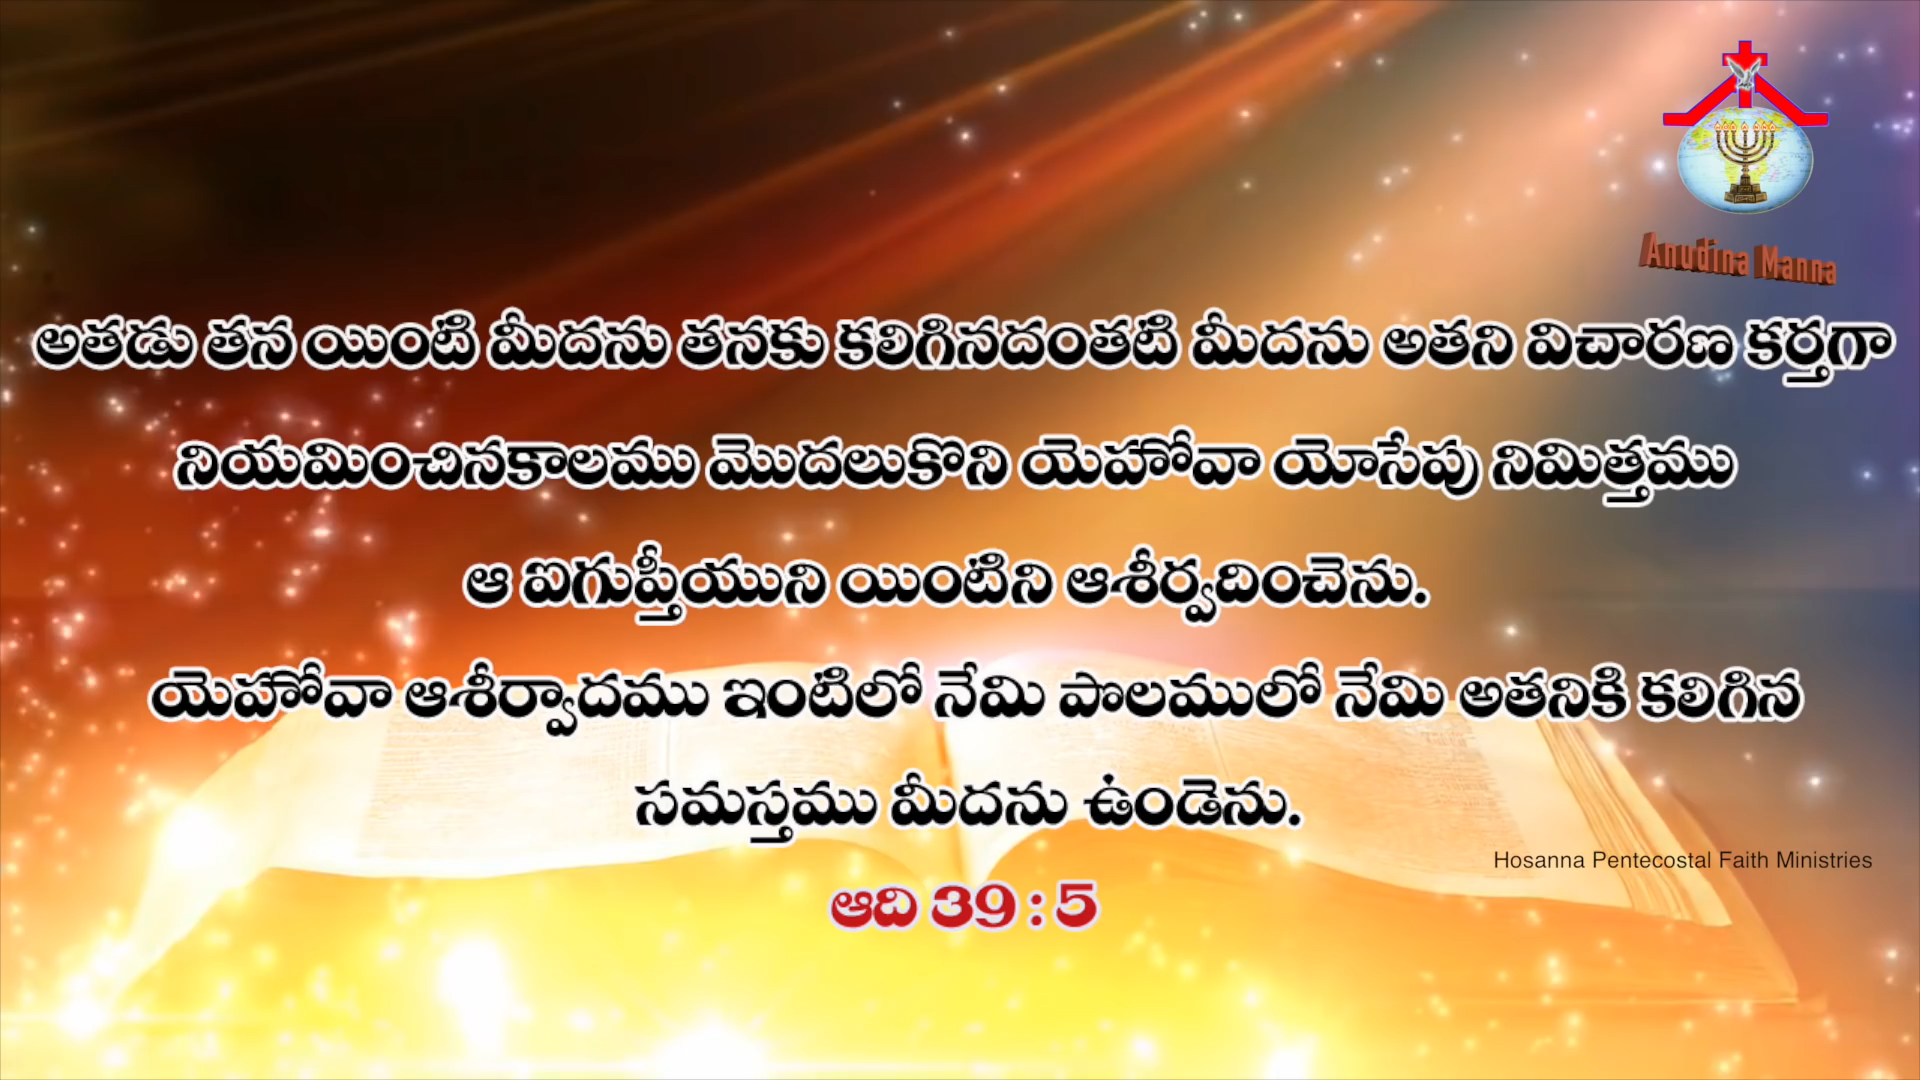 Anudina Manna
అతడు తన యింటి మీదను తనకు కలిగినదంతటి మీదను అతని విచారణ కర్తగా
నియమించినకాలము మొదలుకొని యెహోవా యోసేపు నిమిత్తము
ఆ ఐగుప్తీయుని యింటిని ఆశీర్వదించెను.
యెహోవా ఆశీర్వాదము ఇంటిలో నేమి పొలములో నేమి అతనికి కలిగిన
సమస్తము మీదను ఉండెను.
Hosanna Pentecostal Faith Ministries
ఆది 39 : 5